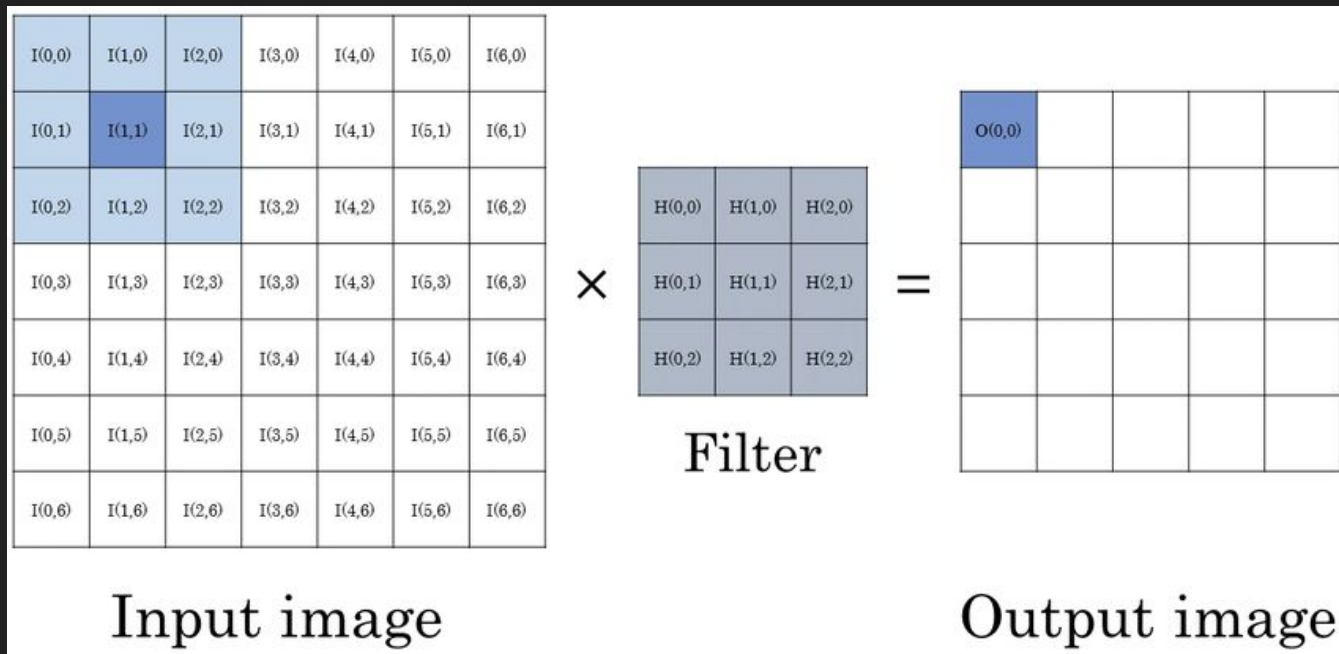 I(0,0) I(1,0) I(2,0) I(3,0) I(4,0) I(5,0) I(6,0)
I(0,1) I(1,1) I(2,1) I(3,1) I(4,1) I(5,1) I(6,1)
I(0,2) I(1,2) I(2,2) I(3,2) I(4,2) I(5,2) I(6,2)
I(0,3) I(1,3) I(2,3) I(3,3) I(4,3) I(5,3) I(6,3)
I(0,4) I(1,4) I(2,4) I(3,4) I(4,4) I(5,4) I(6,4)
I(0,5) I(1,5) I(2,5) I(3,5) I(4,5) I(5,5) I(6,5)
I(0,6) I(1,6) I(2,6) I(3,6) I(4,6) I(5,6) I(6,6)
Input image
×
H(0,0) H(1,0) H(2,0)
H(0,1) H(1,1) H(2,1)
H(0,2) H(1,2) H(2,2)
Filter
=
O(0,0)
Output image